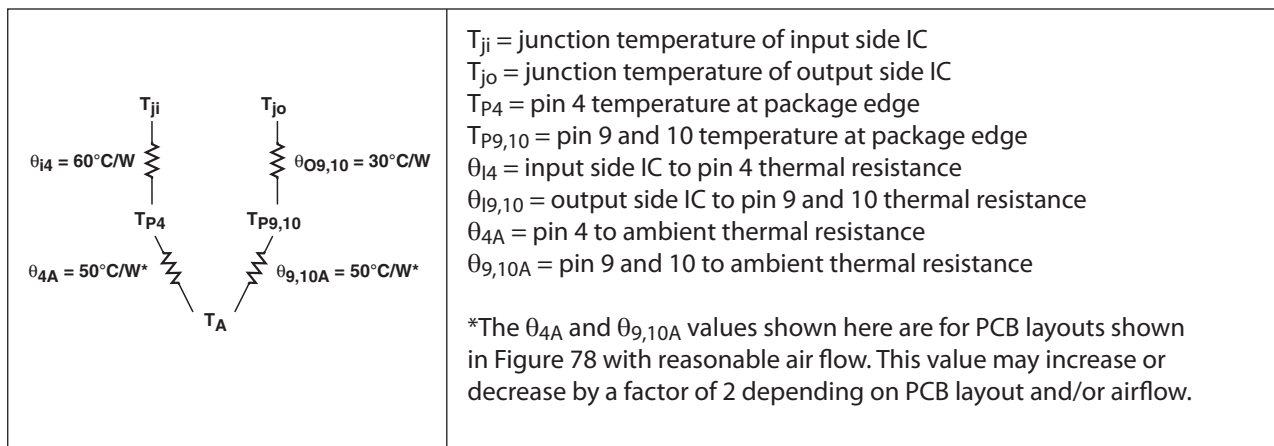 Tji
Tjo
θi4 = 60°C/W
θO9,10 = 30°C/W
TP4
TP9,10
θ4A = 50°C/W*
θ9,10A = 50°C/W*
TA
Tji = junction temperature of input side IC
Tjo = junction temperature of output side IC
TP4 = pin 4 temperature at package edge
TP9,10 = pin 9 and 10 temperature at package edge
θI4 = input side IC to pin 4 thermal resistance
θI9,10 = output side IC to pin 9 and 10 thermal resistance
θ4A = pin 4 to ambient thermal resistance
θ9,10A = pin 9 and 10 to ambient thermal resistance
*The θ4A and θ9,10A values shown here are for PCB layouts shown
in Figure 78 with reasonable air flow. This value may increase or
decrease by a factor of 2 depending on PCB layout and/or airflow.